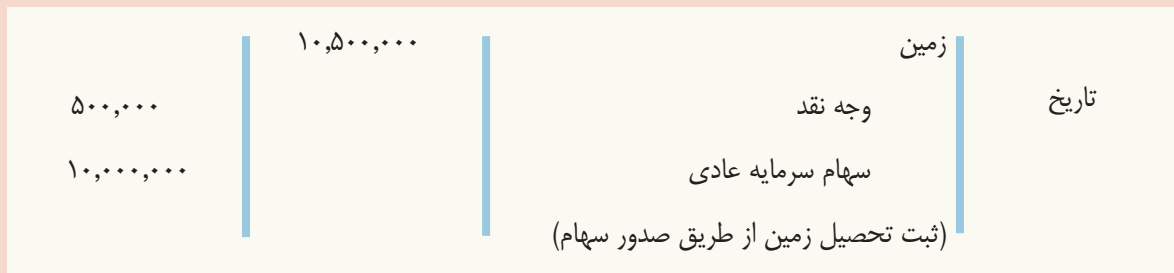 زمین ۱۰,۵۰۰,۰۰۰
تاریخ
وجه نقد ۵۰۰,۰۰۰
سهام سرمایه عادی ۱۰,۰۰۰,۰۰۰
(ثبت تحصیل زمین از طریق صدور سهام)